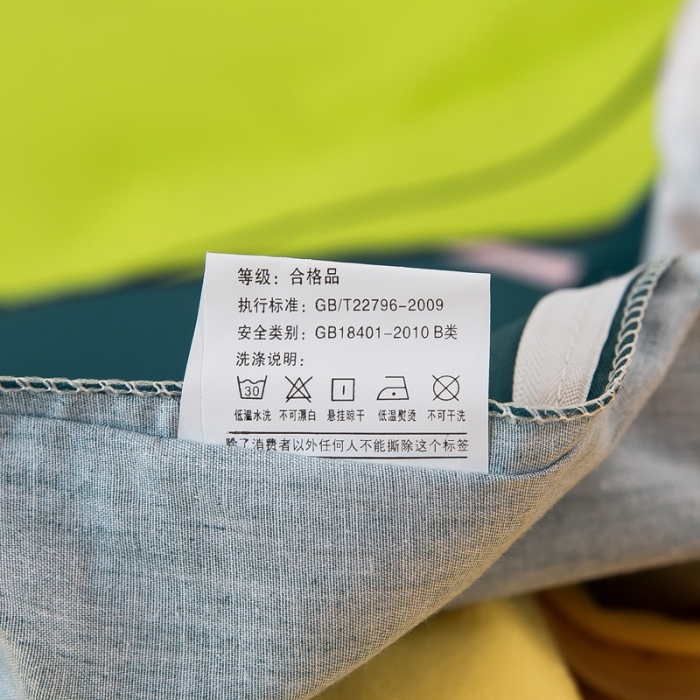 等级：合格品
执行标准：GB/T22796-2009
安全类别：GB18401-2010 B类
洗涤说明：
30
低温水洗 不可漂白 悬挂晾干 低温熨烫 不可干洗
除了消费者以外任何人不能撕除这个标签